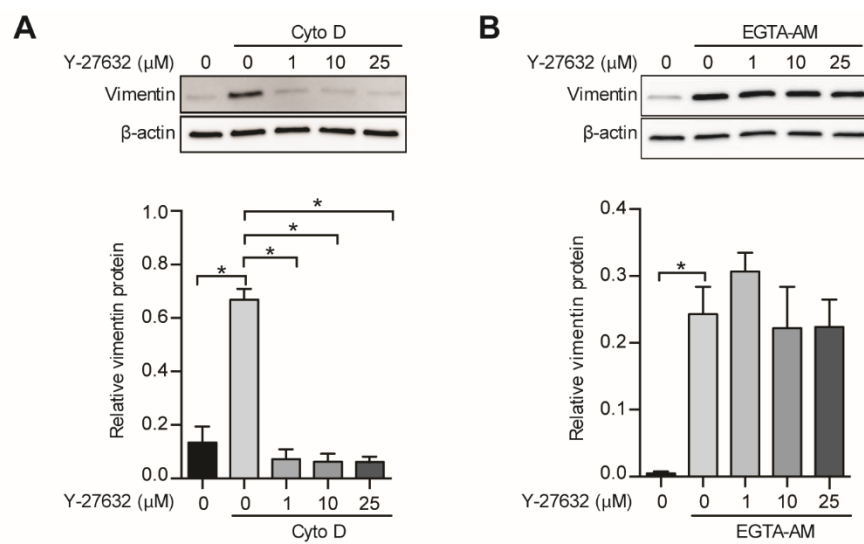 A
Cyto D
Y-27632 (μM) 0 0 1 10 25
Vimentin
β-actin
Relative vimentin protein
1.0
0.8
0.6
0.4
0.2
0.0
*
*
*
*
Y-27632 (μM) 0 0 1 10 25
Cyto D
B
EGTA-AM
Y-27632 (μM) 0 0 1 10 25
Vimentin
β-actin
Relative vimentin protein
0.4
0.3
0.2
0.1
0.0
*
Y-27632 (μM) 0 0 1 10 25
EGTA-AM